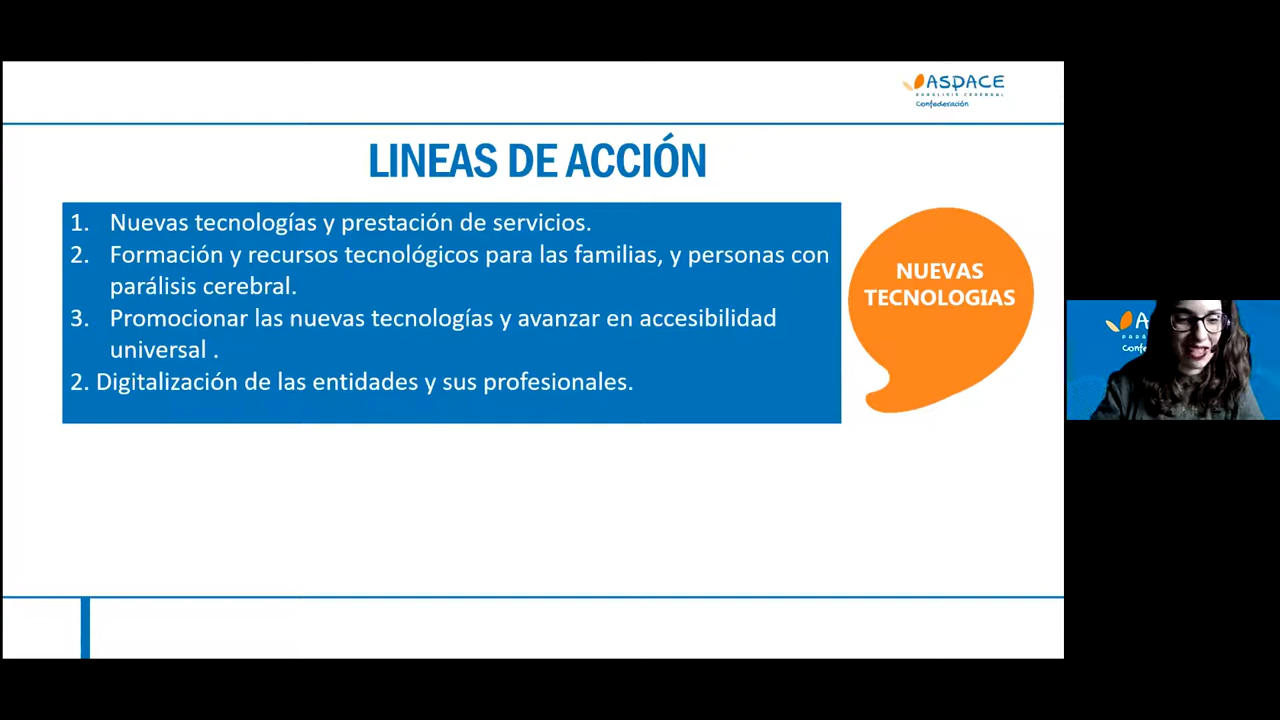 ASPACE
PARÁLISIS CEREBRAL
Confederación
LINEAS DE ACCIÓN
1. Nuevas tecnologías y prestación de servicios.
2. Formación y recursos tecnológicos para las familias, y personas con
parálisis cerebral.
3. Promocionar las nuevas tecnologías y avanzar en accesibilidad
universal .
2. Digitalización de las entidades y sus profesionales.
NUEVAS
TECNOLOGIAS